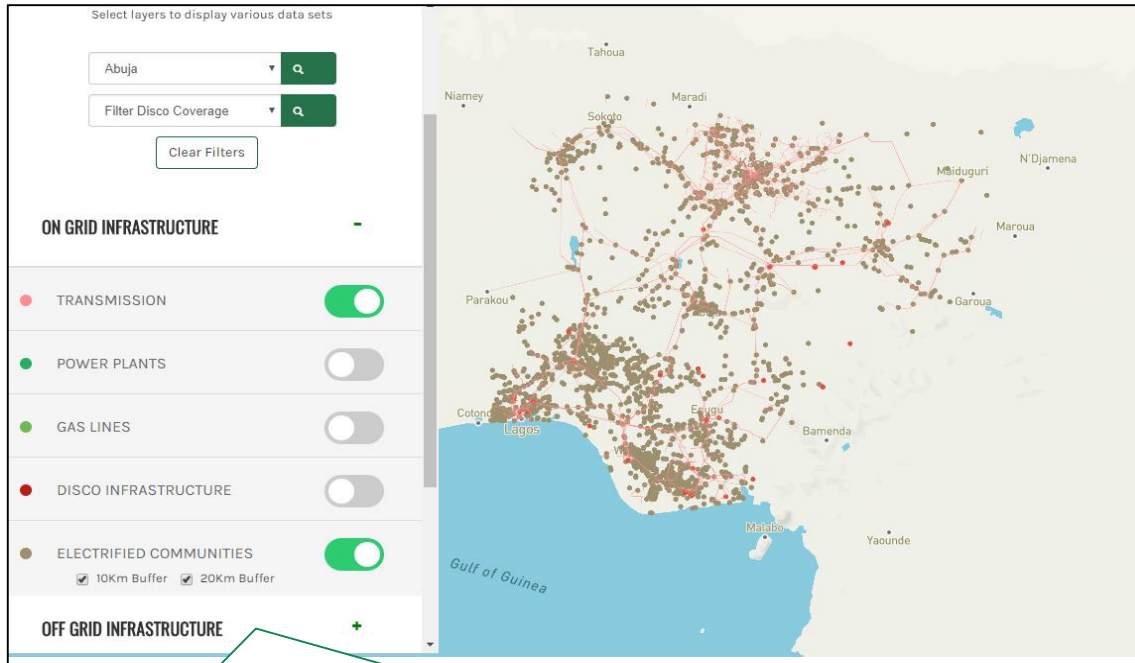 Select layers to display various data sets
Abuja
Filter Disco Coverage
Clear Filters
ON GRID INFRASTRUCTURE -
TRANSMISSION
POWER PLANTS
GAS LINES
DISCO INFRASTRUCTURE
ELECTRIFIED COMMUNITIES
10Km Buffer 20Km Buffer
OFF GRID INFRASTRUCTURE +
Tahoua
Niamey
Maradi
Sokoto
N'Djamena
Maiduguri
Maroua
Parakou
Garoua
Enugu
Lagos
Bamenda
Malabo
Yaounde
Gulf of Guinea